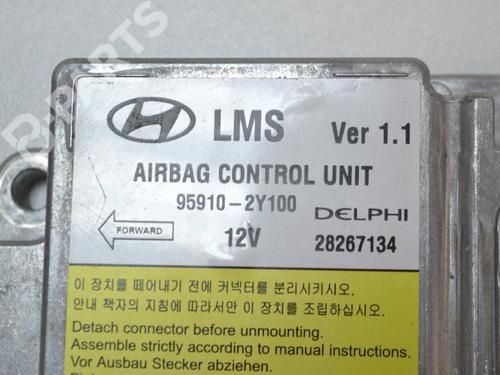 B-PARTS
LMS Ver 1.1
AIRBAG CONTROL UNIT
95910-2Y100 DELPHI
FORWARD 12V 28267134
이 장치를 떼어내기 전에 커넥터를 분리시키시오.
안내 책자의 지침에 따라서만 이 장치를 조립하십시오.
Detach connector before unmounting.
Assemble strictly according to manual instructions.
Vor Ausbau Stecker abziehen.